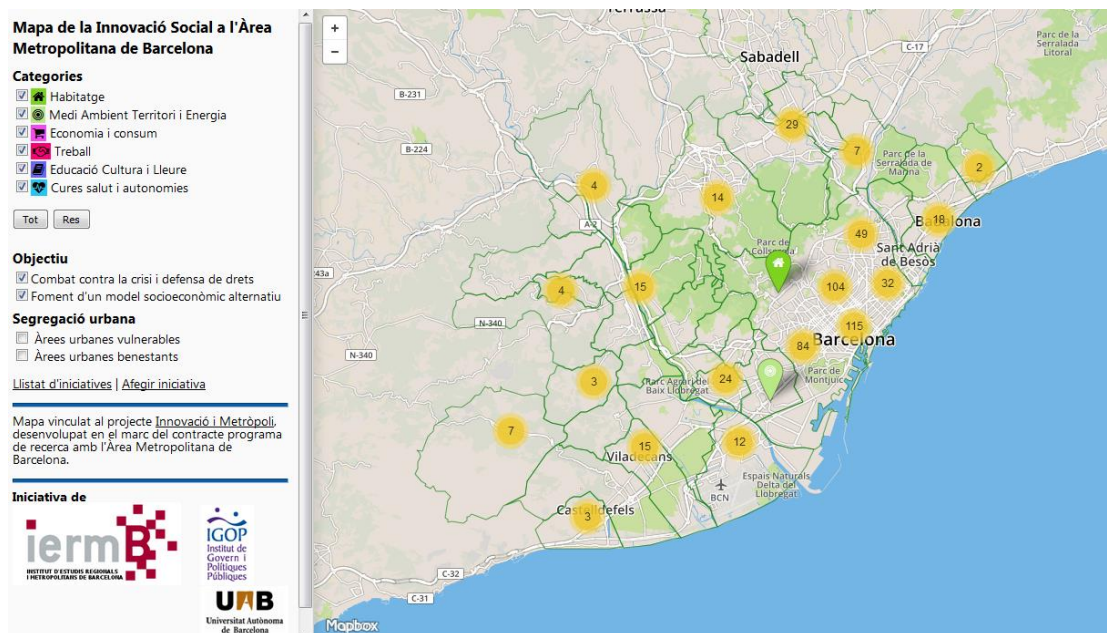 Mapa de la Innovació Social a l'Àrea
Metropolitana de Barcelona
Categories
Habitatge
Medi Ambient Territori i Energia
Economia i consum
Treball
Educació Cultura i Lleure
Cures salut i autonomies
Tot Res
Objectiu
Combat contra la crisi i defensa de drets
Foment d'un model socioeconòmic alternatiu
Segregació urbana
Àrees urbanes vulnerables
Àrees urbanes benestants
Llistat d'iniciatives | Afegir iniciativa
Mapa vinculat al projecte Innovació i Metròpoli,
desenvolupat en el marc del contracte programa
de recerca amb l'Àrea Metropolitana de
Barcelona.
Iniciativa de
iermB
INSTITUT D'ESTUDIS REGIONALS
I METROPOLITANS DE BARCELONA
IGOP
Institut de
Govern i
Polítiques
Públiques
UAB
Universitat Autònoma
de Barcelona
+
−
Terrassa
Sabadell
C-17
Parc de la
Serralada
Litoral
B-231
29
B-224
7
Parc de la
Serralada de
Marina
2
4
14
A-2
18
49
Sant Adrià
de Besòs
Parc de
43a
4
15
104
32
N-340
115
Barcelona
84
N-340
3
24
Parc Agrari del
Baix Llobregat
Parc de
Montjuïc
7
15
12
Viladecans
Espais Naturals
Delta del
Llobregat
BCN
Castelldefels
3
C-32
C-31
Mapbox